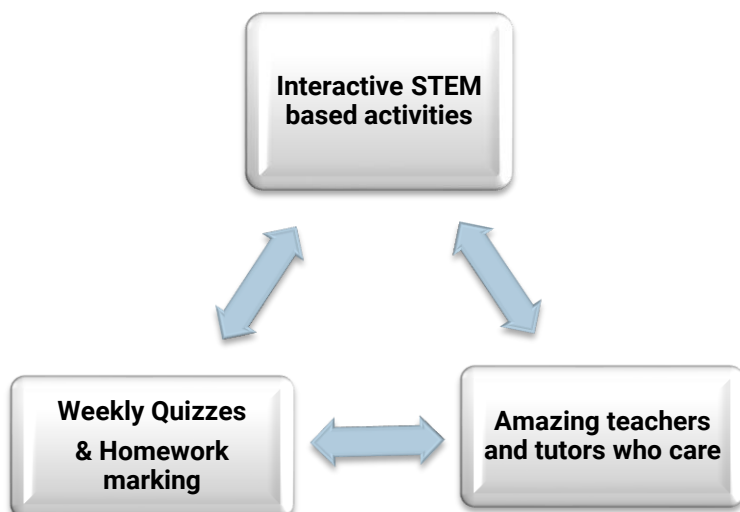 Interactive STEM
based activities
Weekly Quizzes
& Homework
marking
Amazing teachers
and tutors who care